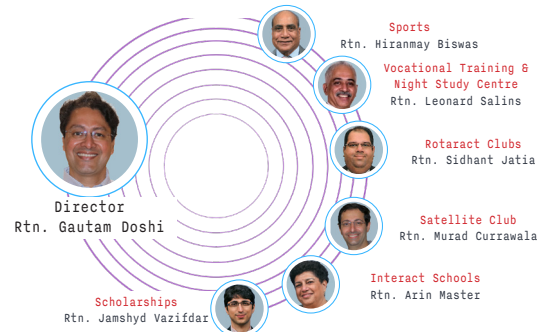 Sports
Rtn. Hiranmay Biswas
Vocational Training &
Night Study Centre
Rtn. Leonard Salins
Rotaract Clubs
Rtn. Sidhant Jatia
Director
Rtn. Gautam Doshi
Satellite Club
Rtn. Murad Currawala
Interact Schools
Rtn. Arin Master
Scholarships
Rtn. Jamshyd Vazifdar